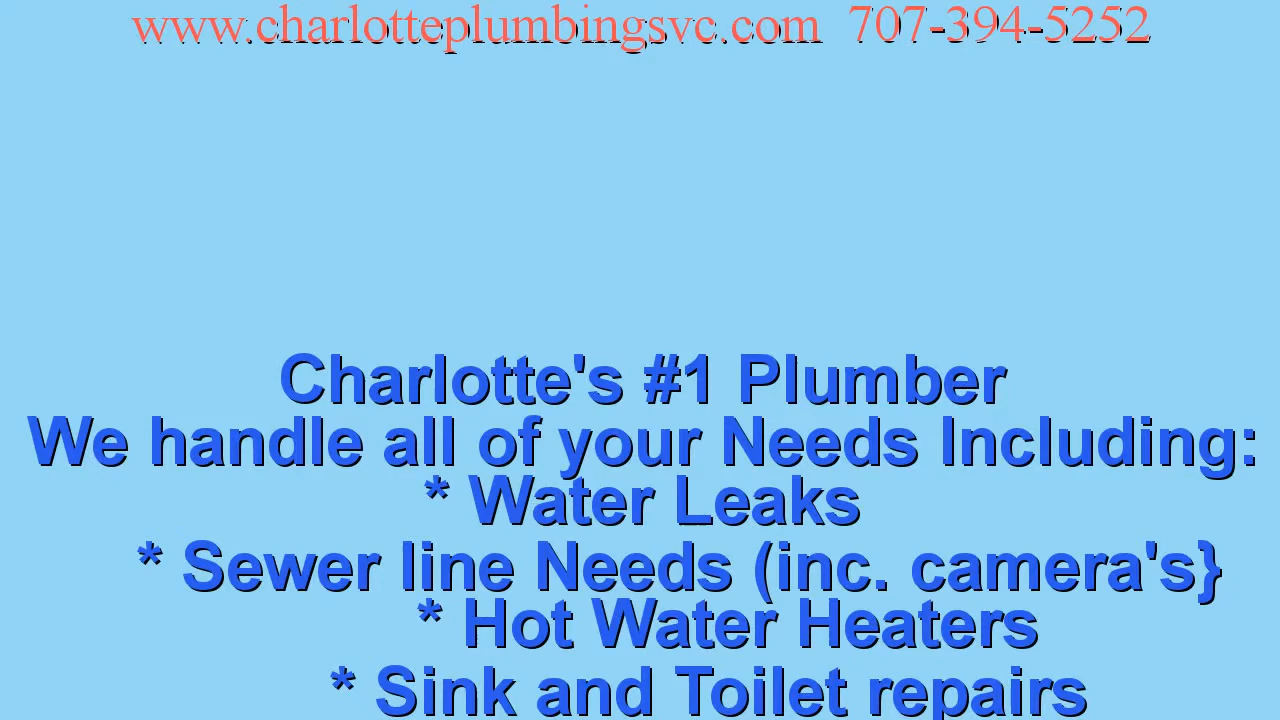 www.charlotteplumbingsvc.com 707-394-5252
Charlotte's #1 Plumber
We handle all of your Needs Including:
* Water Leaks
* Sewer line Needs (inc. camera's}
* Hot Water Heaters
* Sink and Toilet repairs